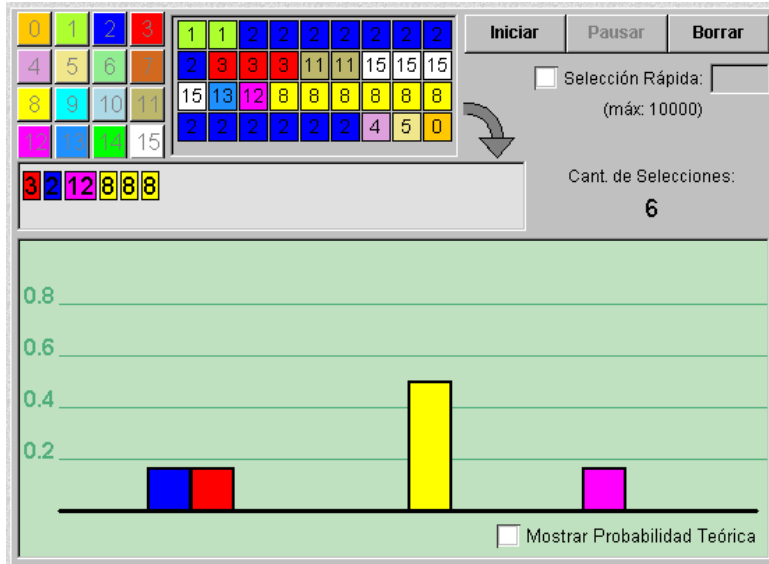 0 1 2 3
4 5 6 7
8 9 10 11
12 13 14 15
1 1 2 2 2 2 2 2 2
2 3 3 3 11 11 15 15 15
15 13 12 8 8 8 8 8 8
2 2 2 2 2 2 4 5 0
Iniciar Pausar Borrar
Selección Rápida:
(máx: 10000)
3 2 12 8 8 8
Cant. de Selecciones:
6
0.8
0.6
0.4
0.2
Mostrar Probabilidad Teórica